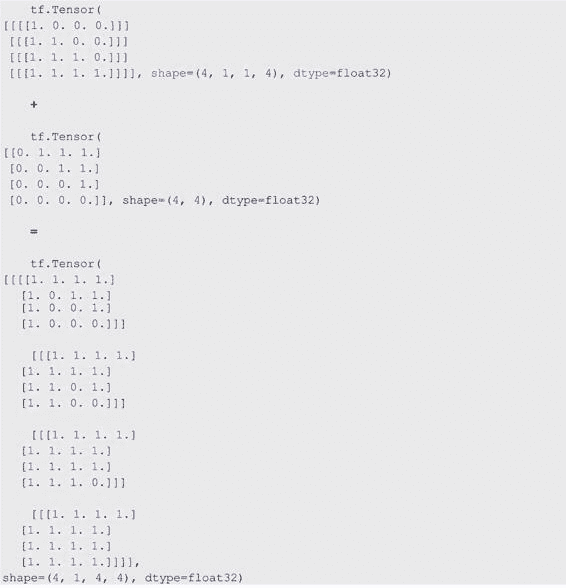 tf.Tensor(
[[[[1. 0. 0. 0.]]]
[[[1. 1. 0. 0.]]]
[[[1. 1. 1. 0.]]]
[[[1. 1. 1. 1.]]]], shape=(4, 1, 1, 4), dtype=float32)
+
tf.Tensor(
[[0. 1. 1. 1.]
[0. 0. 1. 1.]
[0. 0. 0. 1.]
[0. 0. 0. 0.]], shape=(4, 4), dtype=float32)
=
tf.Tensor(
[[[[1. 1. 1. 1.]
[1. 0. 1. 1.]
[1. 0. 0. 1.]
[1. 0. 0. 0.]]]
[[[1. 1. 1. 1.]
[1. 1. 1. 1.]
[1. 1. 0. 1.]
[1. 1. 0. 0.]]]
[[[1. 1. 1. 1.]
[1. 1. 1. 1.]
[1. 1. 1. 1.]
[1. 1. 1. 0.]]]
[[[1. 1. 1. 1.]
[1. 1. 1. 1.]
[1. 1. 1. 1.]
[1. 1. 1. 1.]]]],
shape=(4, 1, 4, 4), dtype=float32)